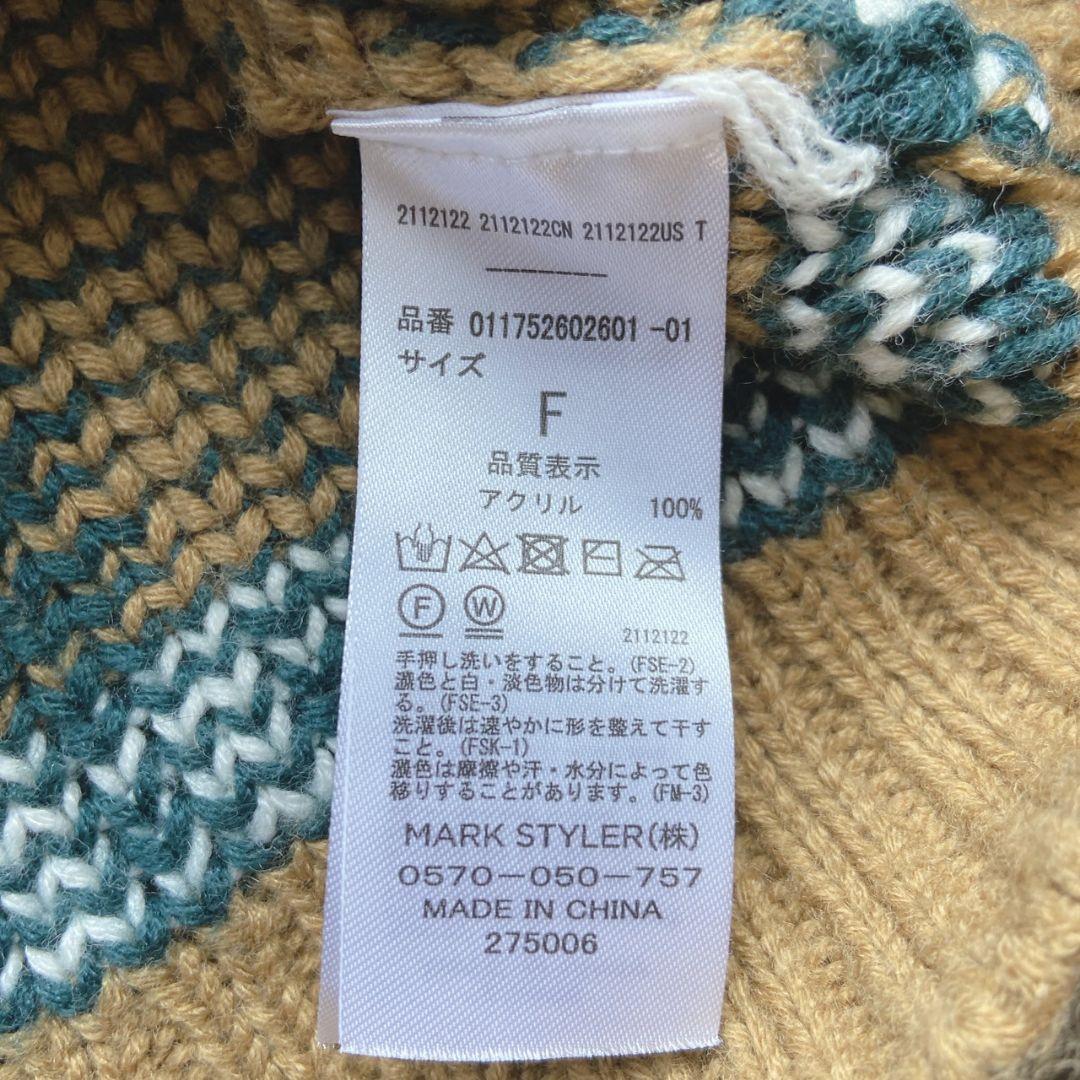 2112122 2112122CN 2112122US T
-------
品番 011752602601 -01
サイズ
F
品質表示
アクリル 100%
F W
2112122
手押し洗いをすること。(FSE-2)
濃色と白・淡色物は分けて洗濯す
る。(FSE-3)
洗濯後は速やかに形を整えて干す
こと。(FSK-1)
濃色は摩擦や汗・水分によって色
移りすることがあります。(FM-3)
MARK STYLER(株)
0570-050-757
MADE IN CHINA
275006